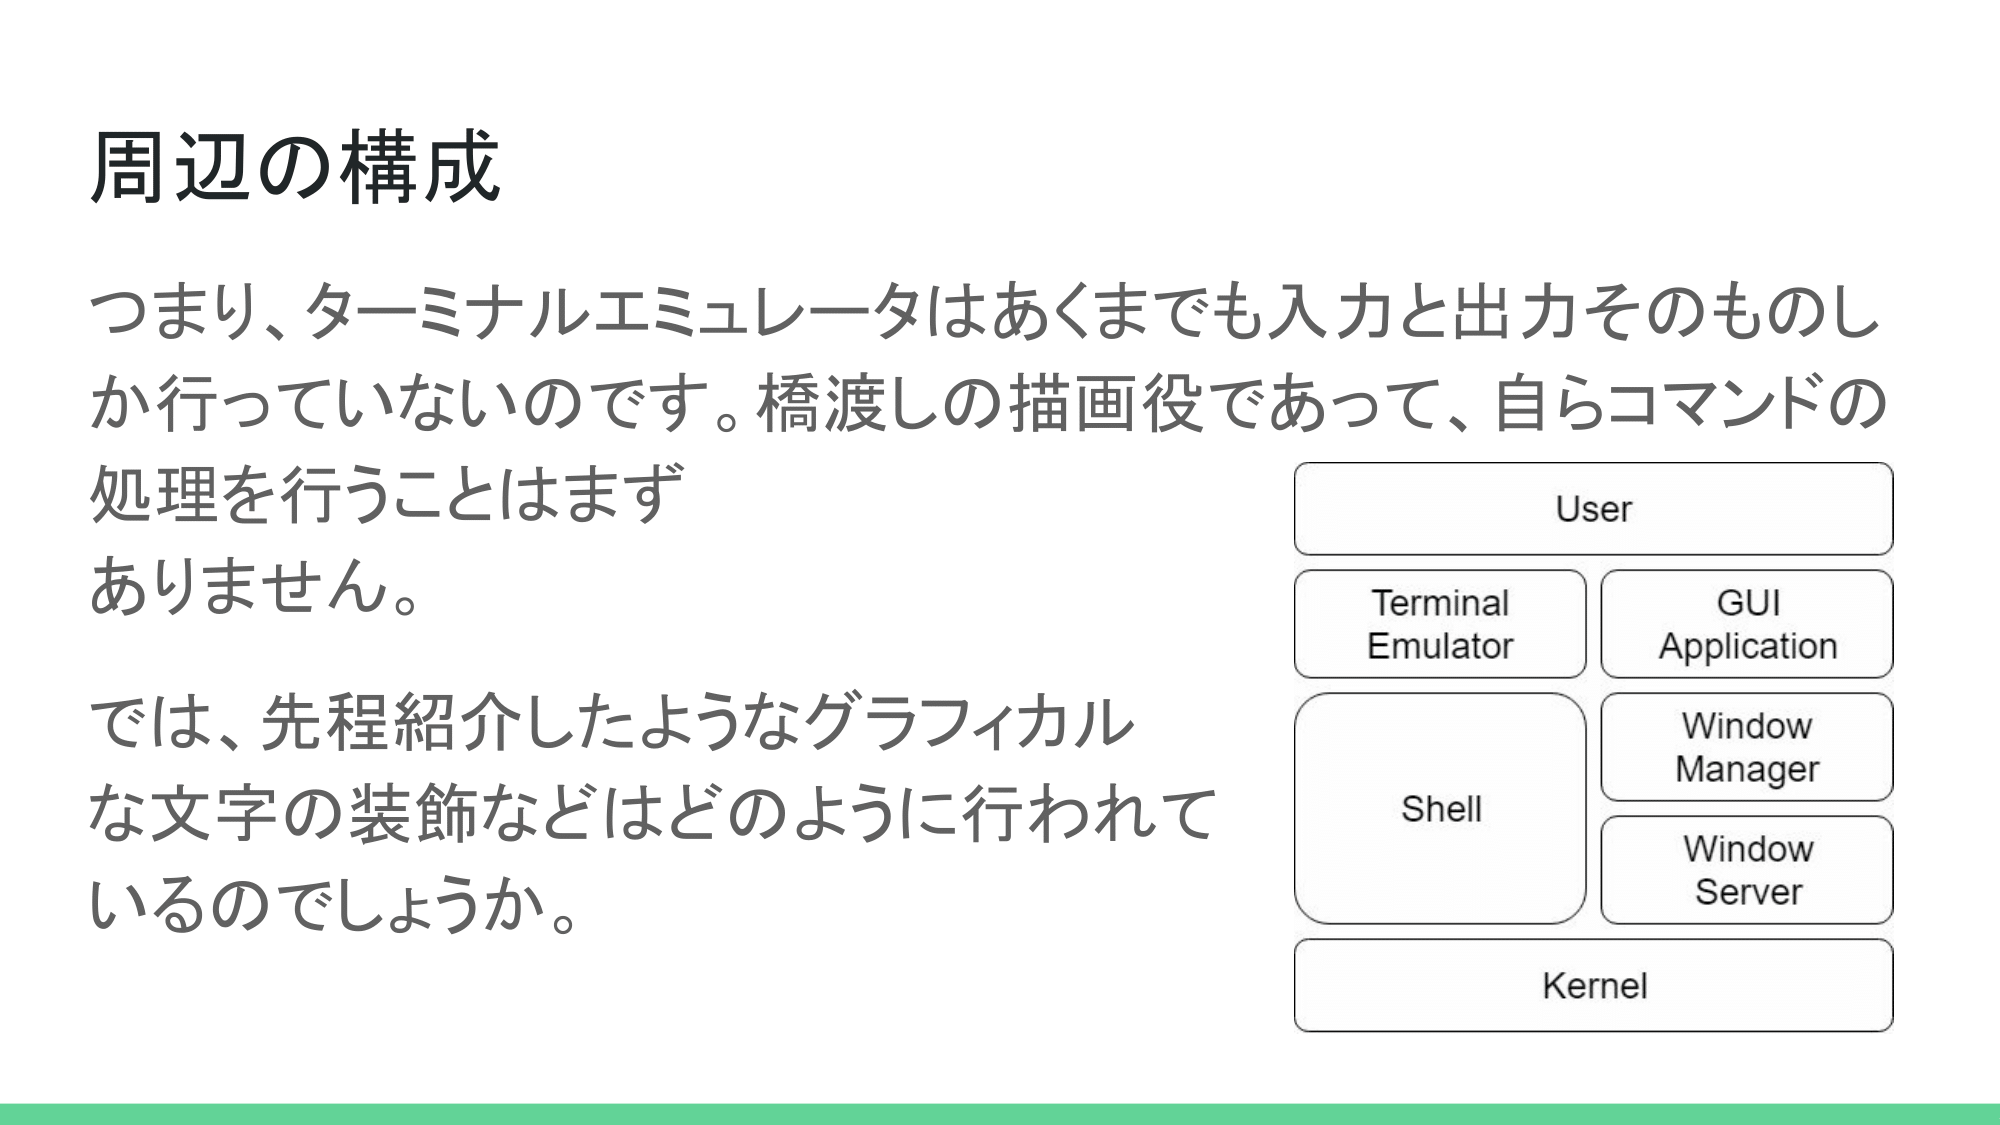 周辺の構成
つまり、ターミナルエミュレータはあくまでも入力と出力そのものし
か行っていないのです。橋渡しの描画役であって、自らコマンドの
処理を行うことはまず
ありません。
では、先程紹介したようなグラフィカル
な文字の装飾などはどのように行われて
いるのでしょうか。
User
Terminal
Emulator
GUI
Application
Shell
Window
Manager
Window
Server
Kernel